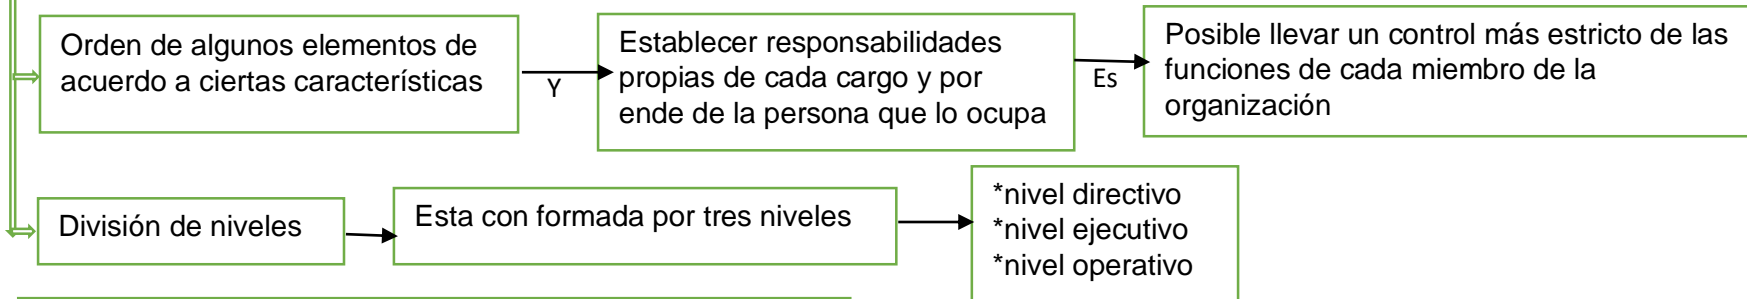 Orden de algunos elementos de
acuerdo a ciertas características
Y
Establecer responsabilidades
propias de cada cargo y por
ende de la persona que lo ocupa
Es
Posible llevar un control más estricto de las
funciones de cada miembro de la
organización
División de niveles
Esta con formada por tres niveles
*nivel directivo
*nivel ejecutivo
*nivel operativo